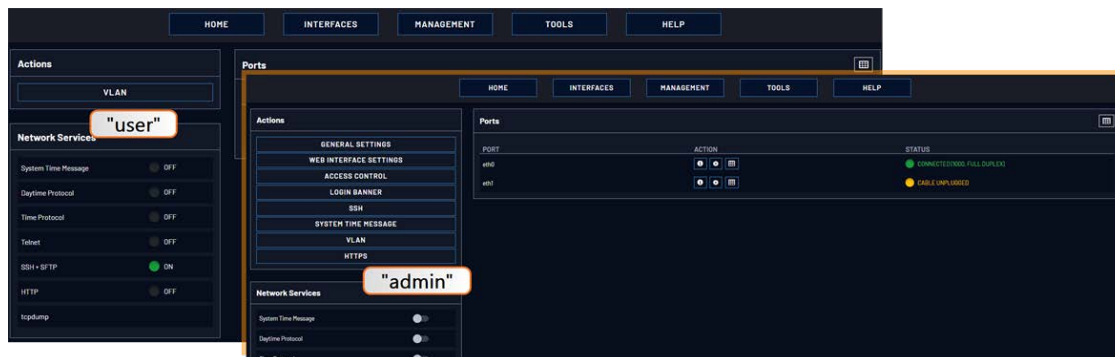 HOME INTERFACES MANAGEMENT TOOLS HELP
Actions
VLAN
"user"
Network Services
System Time Message OFF
Daytime Protocol OFF
Time Protocol OFF
Telnet OFF
SSH + SFTP ON
HTTP OFF
tcpdump
Ports
HOME INTERFACES MANAGEMENT TOOLS HELP
Actions
GENERAL SETTINGS
WEB INTERFACE SETTINGS
ACCESS CONTROL
LOGIN BANNER
SSH
SYSTEM TIME MESSAGE
VLAN
HTTPS
"admin"
Network Services
System Time Message
Daytime Protocol
Ports
PORT ACTION STATUS
eth0 CONNECTED (1000, FULL DUPLEX)
eth1 CABLE UNPLUGGED